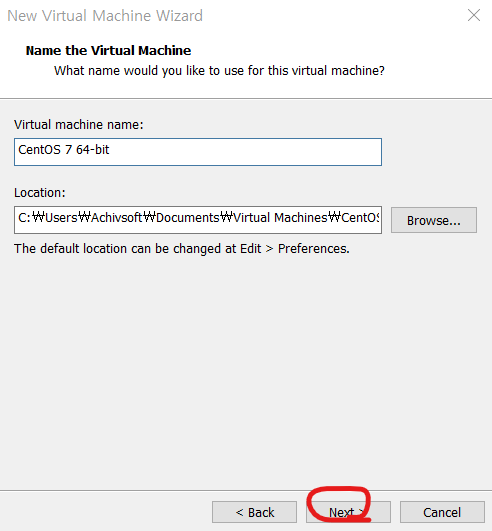 New Virtual Machine Wizard
Name the Virtual Machine
What name would you like to use for this virtual machine?
Virtual machine name:
CentOS 7 64-bit
Location:
C:₩Users₩Achivsoft₩Documents₩Virtual Machines₩CentOS
Browse...
The default location can be changed at Edit > Preferences.
< Back
Next >
Cancel